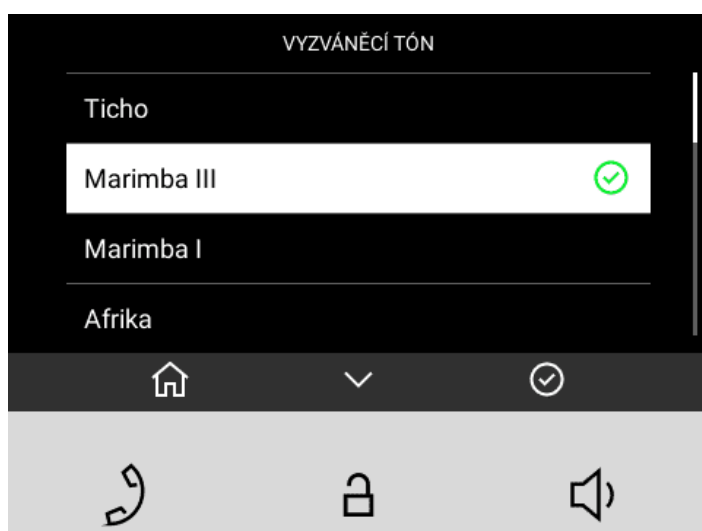 VYZVÁNĚCÍ TÓN
Ticho
Marimba III
Marimba I
Afrika